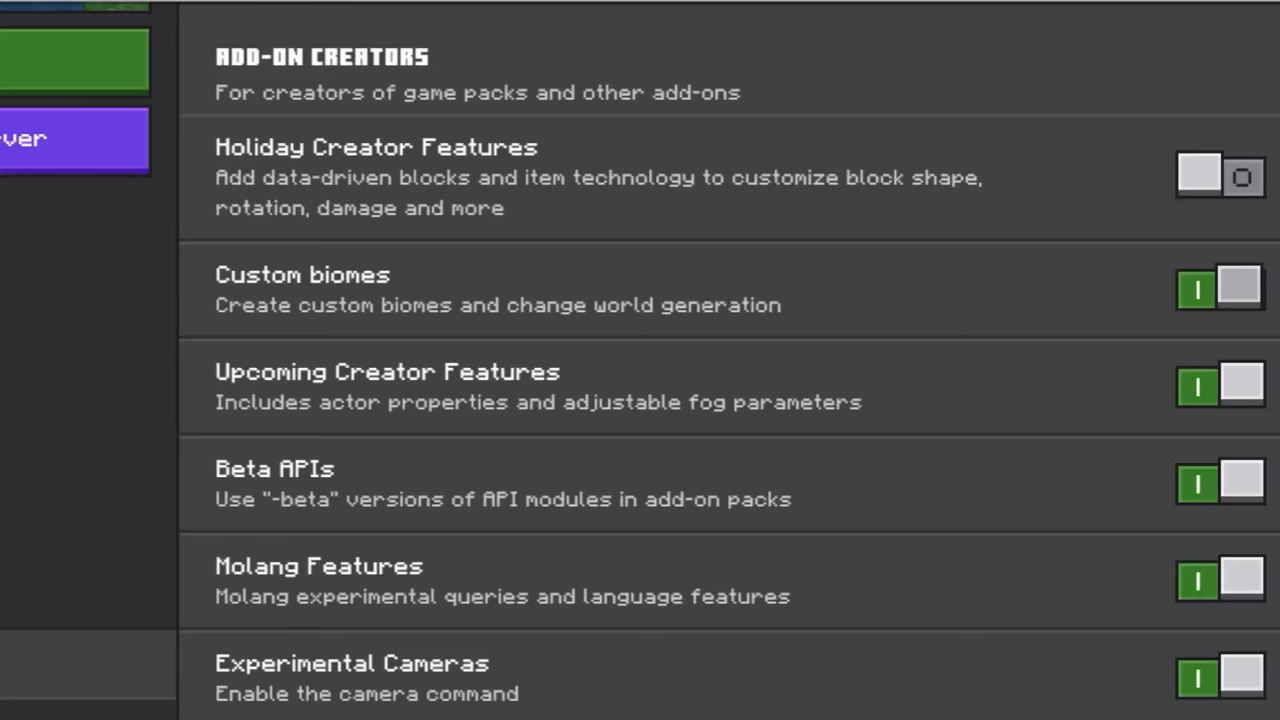 ADD-ON CREATORS
For creators of game packs and other add-ons
rver
Holiday Creator Features
Add data-driven blocks and item technology to customize block shape,
rotation, damage and more
Custom biomes
Create custom biomes and change world generation
Upcoming Creator Features
Includes actor properties and adjustable fog parameters
Beta APIs
Use "-beta" versions of API modules in add-on packs
Molang Features
Molang experimental queries and language features
Experimental Cameras
Enable the camera command